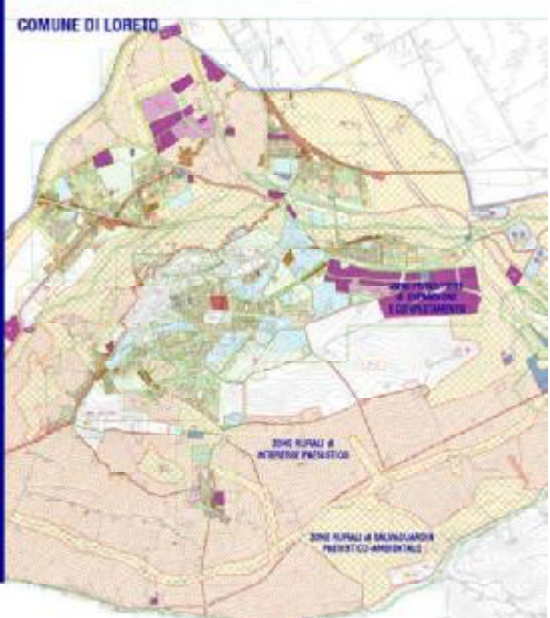 COMUNE DI LORETO
ZONE PRODUTTIVE
di ESPANSIONE
E COMPLETAMENTO
ZONE RURALI di
INTERESSE PAESISTICO
ZONE RURALI di SALVAGUARDIA
PAESISTICO-AMBIENTALE